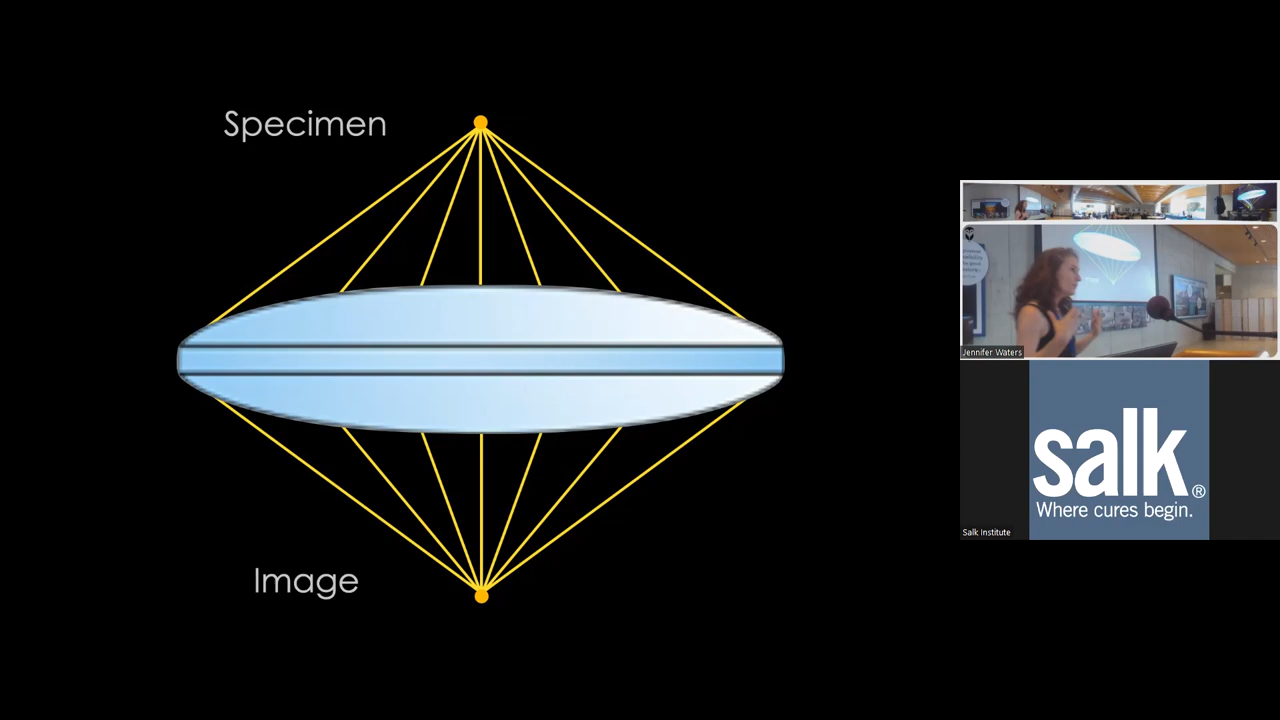 Specimen
Image
Jennifer Waters
salk®
Where cures begin.
Salk Institute